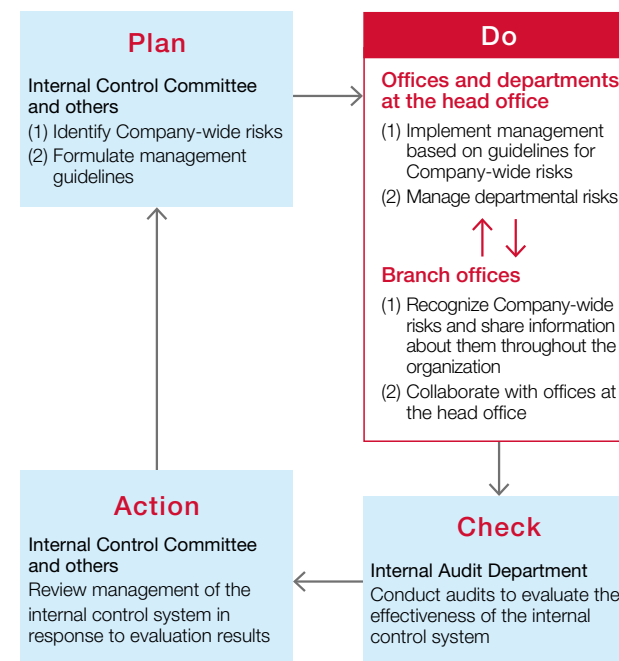 Plan
Internal Control Committee
and others
(1) Identify Company-wide risks
(2) Formulate management
guidelines
Do
Offices and departments
at the head office
(1) Implement management
based on guidelines for
Company-wide risks
(2) Manage departmental risks
Branch offices
(1) Recognize Company-wide
risks and share information
about them throughout the
organization
(2) Collaborate with offices at
the head office
Action
Internal Control Committee
and others
Review management of the
internal control system in
response to evaluation results
Check
Internal Audit Department
Conduct audits to evaluate the
effectiveness of the internal
control system